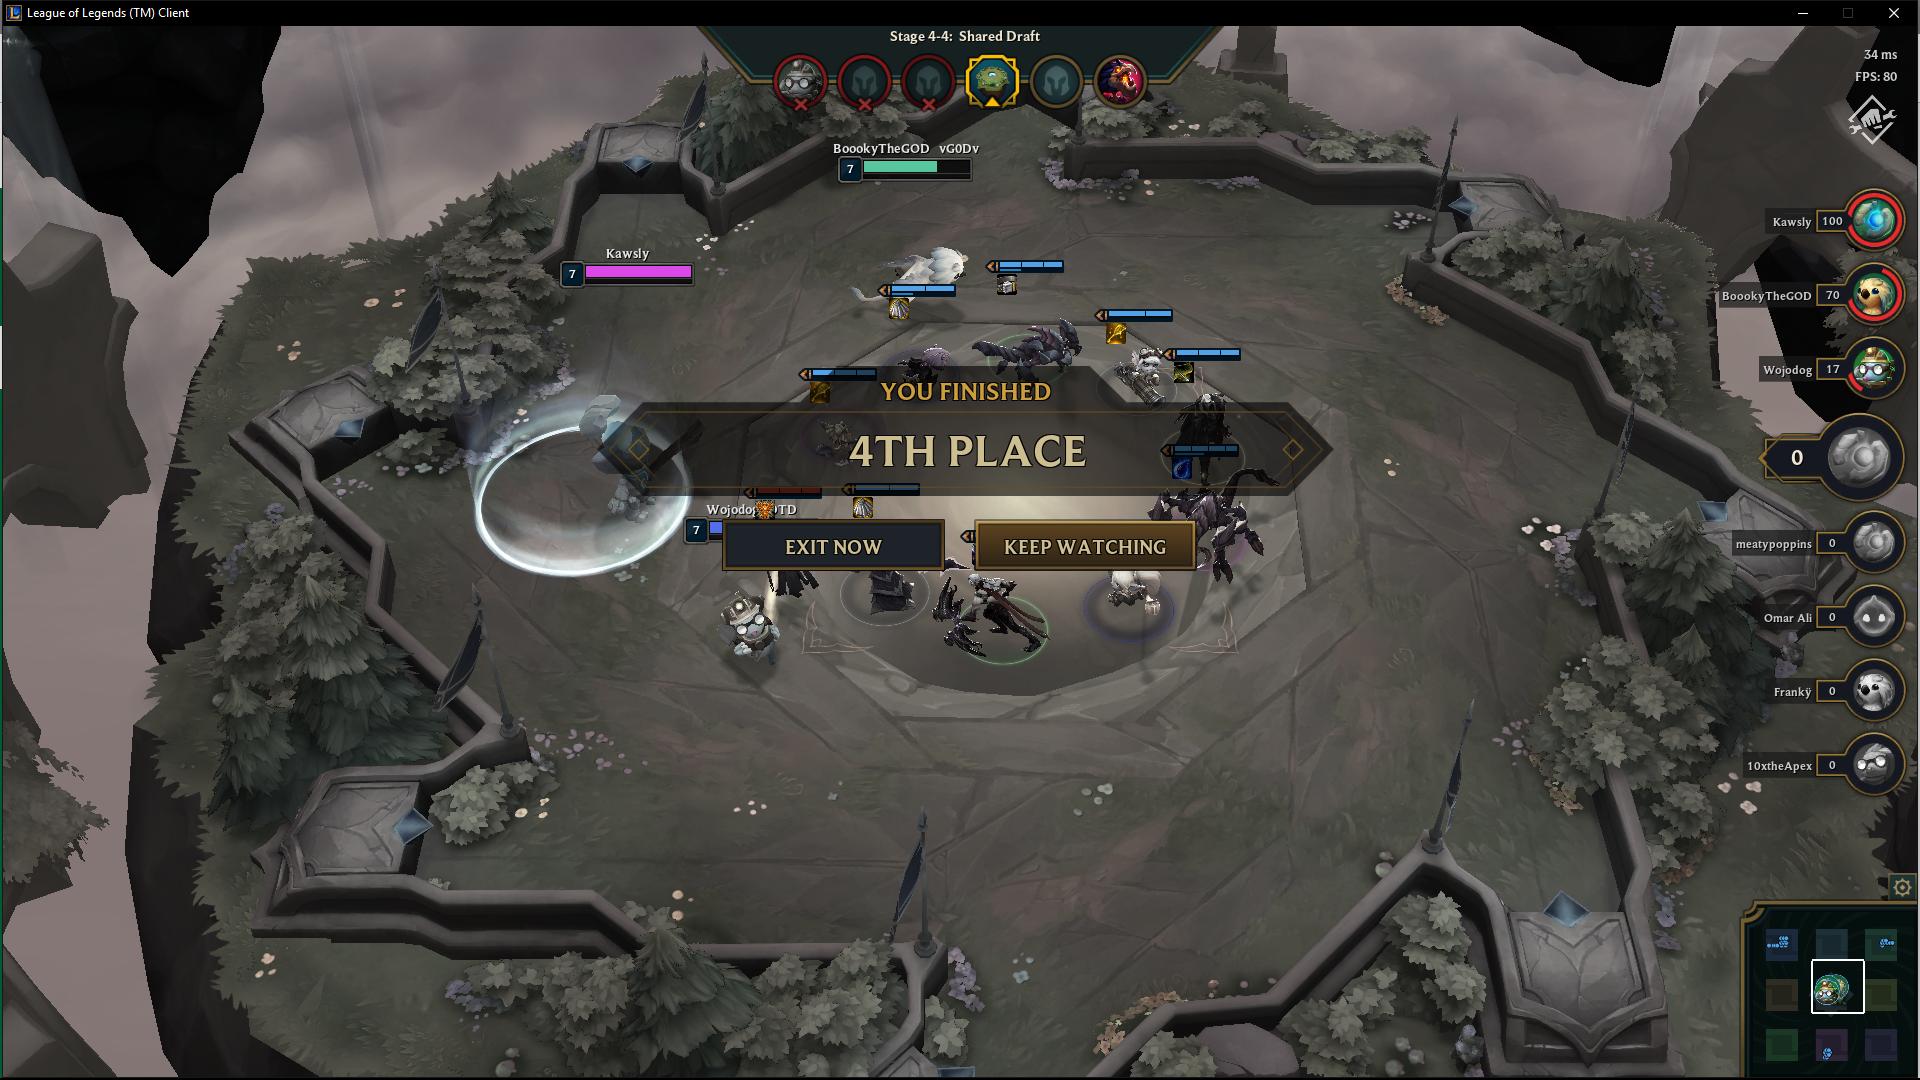 League of Legends (TM) Client
Stage 4-4: Shared Draft
34 ms
FPS: 80
BoookyTheGOD vG0Dv
7
Kawsly
7
Kawsly 100
BoookyTheGOD 70
Wojodog 17
YOU FINISHED
4TH PLACE
0
7
EXIT NOW
KEEP WATCHING
meatypoppins 0
Omar Ali 0
Frankÿ 0
10xtheApex 0